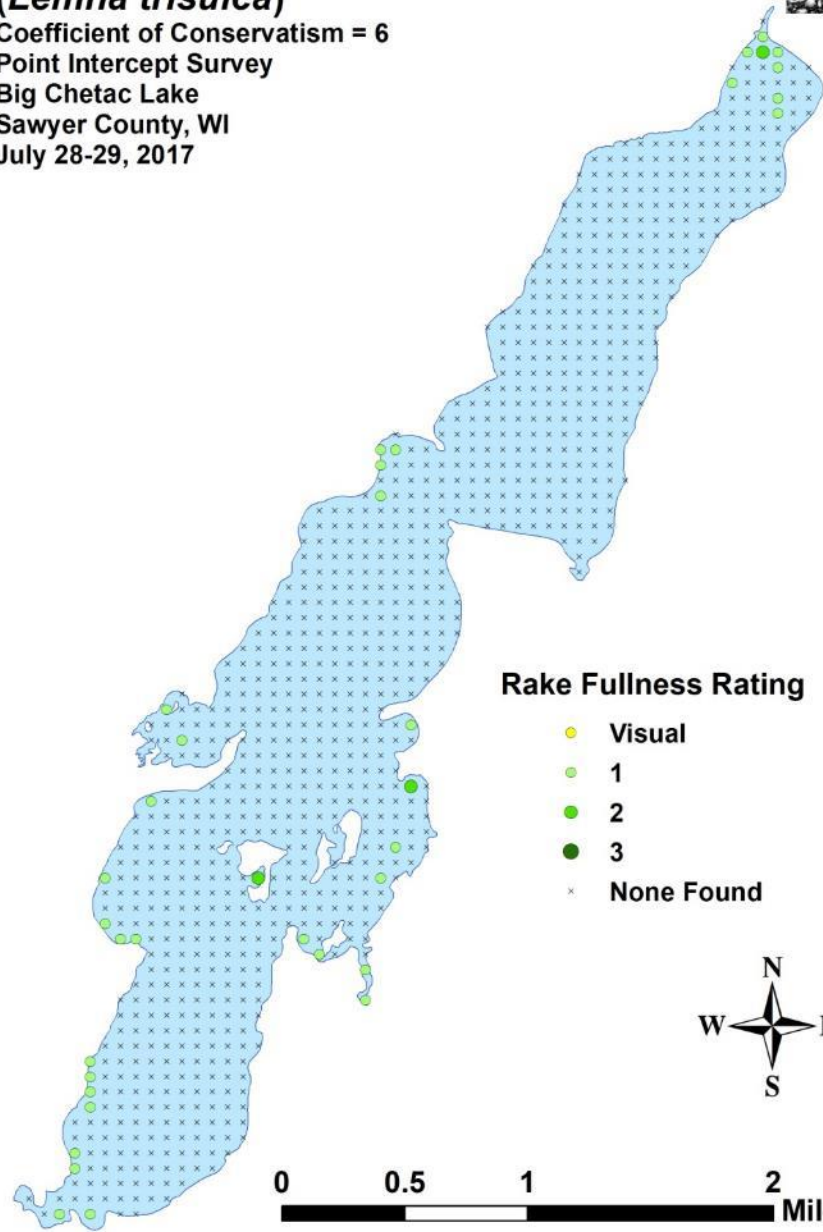 (Lemna trisulca)
Coefficient of Conservatism = 6
Point Intercept Survey
Big Chetac Lake
Sawyer County, WI
July 28-29, 2017
Rake Fullness Rating
Visual
1
2
3
None Found
N
W
S
0 0.5 1 2